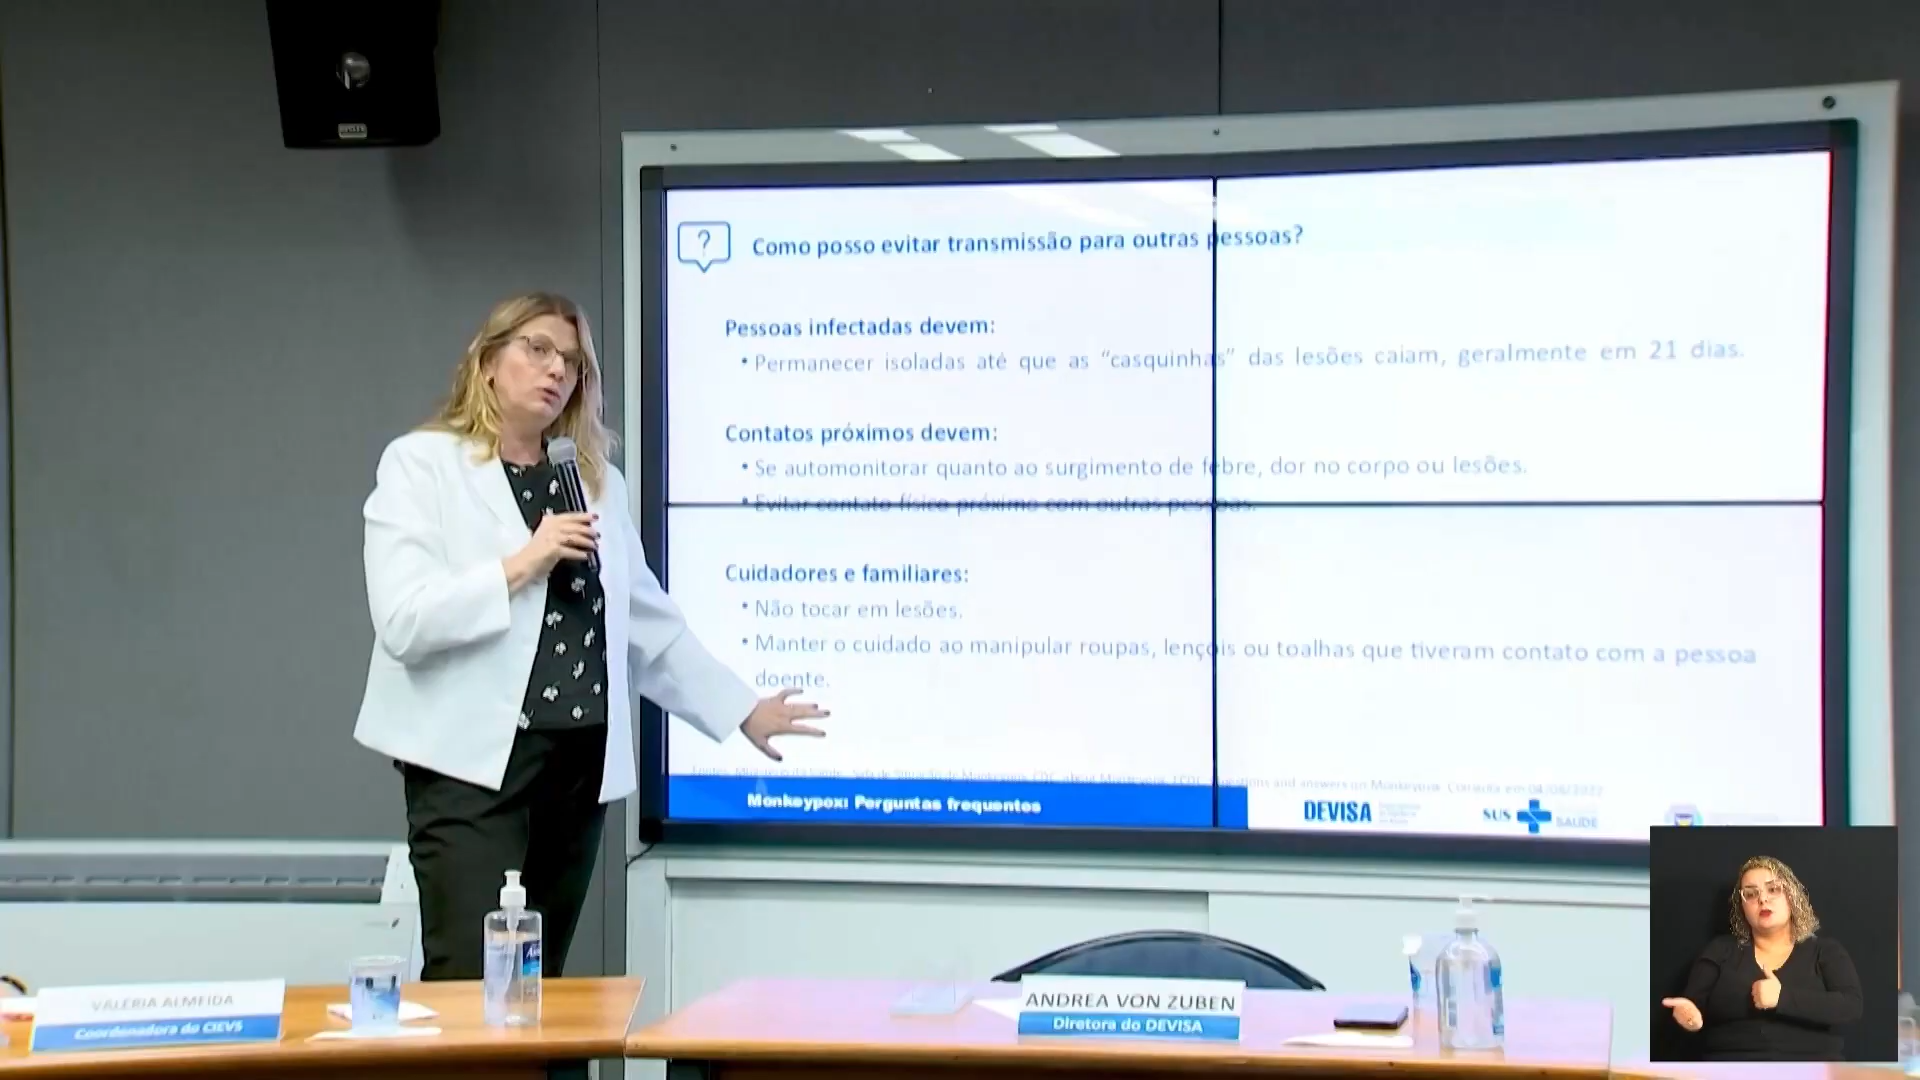 ?
Como posso evitar transmissão para outras pessoas?
Pessoas infectadas devem:
• Permanecer isoladas até que as “casquinhas” das lesões caiam, geralmente em 21 dias.
Contatos próximos devem:
• Se automonitorar quanto ao surgimento de febre, dor no corpo ou lesões.
• Evitar contato físico próximo com outras pessoas.
Cuidadores e familiares:
• Não tocar em lesões.
• Manter o cuidado ao manipular roupas, lençois ou toalhas que tiveram contato com a pessoa
doente.
Monkeypox: Perguntas frequentes
DEVISA
SUS
SAÚDE
VALERIA ALMEIDA
Coordenadora do CIEVS
ANDREA VON ZUBEN
Diretora do DEVISA